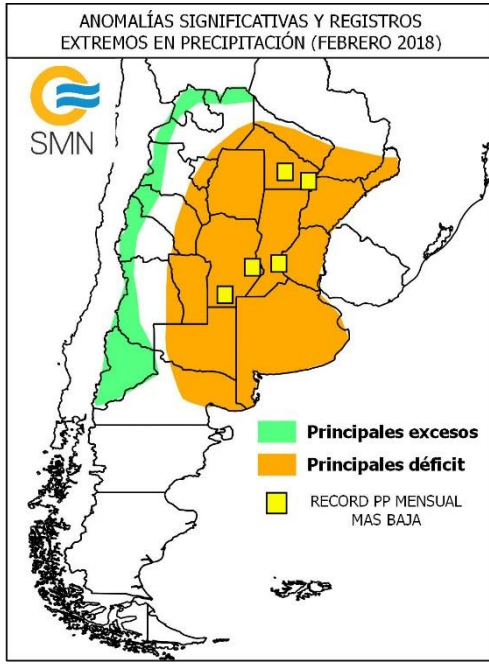 ANOMALÍAS SIGNIFICATIVAS Y REGISTROS
EXTREMOS EN PRECIPITACIÓN (FEBRERO 2018)
SMN
Principales excesos
Principales déficit
RECORD PP MENSUAL
MAS BAJA